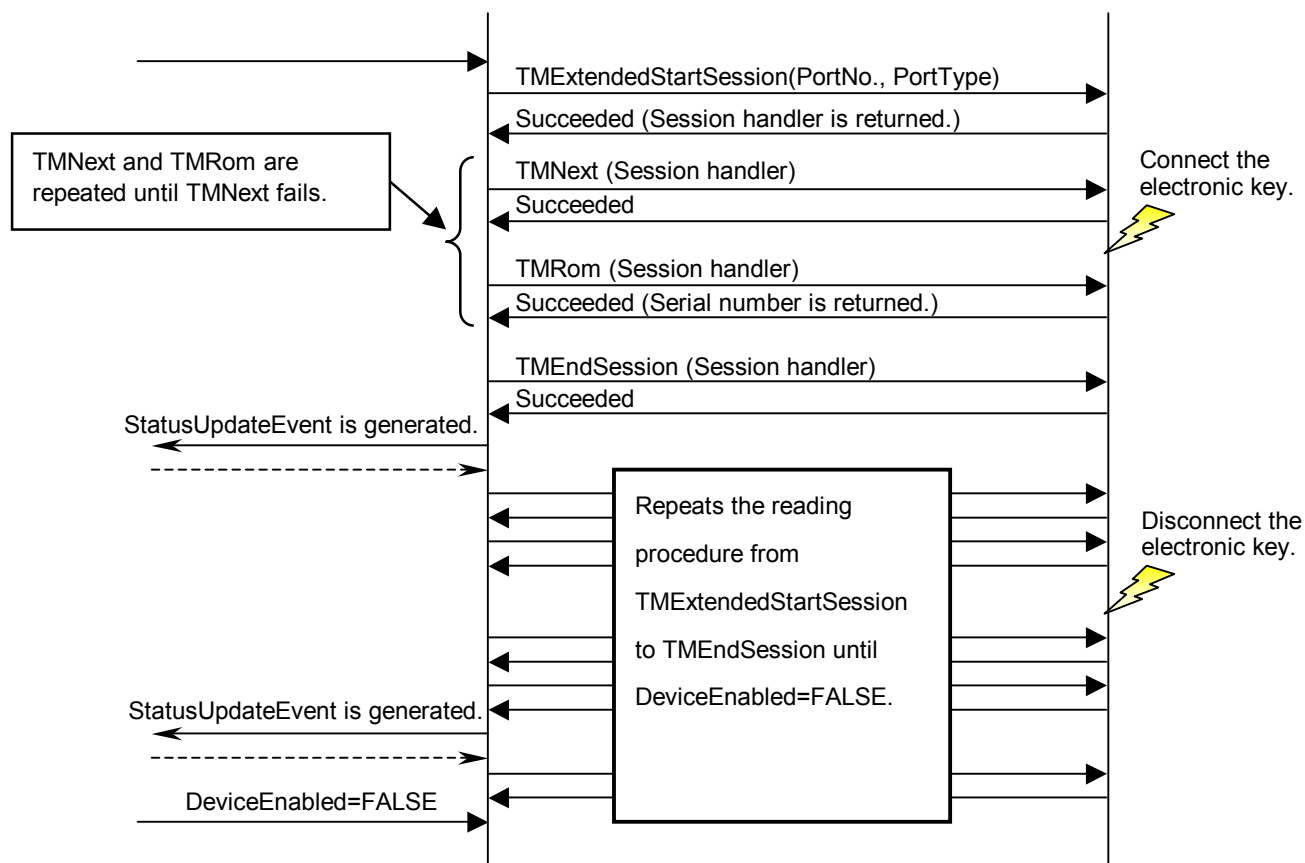 TMExtendedStartSession(PortNo., PortType)
Succeeded (Session handler is returned.)
TMNext and TMRom are
repeated until TMNext fails.
TMNext (Session handler)
Connect the
electronic key.
Succeeded
TMRom (Session handler)
Succeeded (Serial number is returned.)
TMEndSession (Session handler)
Succeeded
StatusUpdateEvent is generated.
Repeats the reading
procedure from
TMExtendedStartSession
to TMEndSession until
DeviceEnabled=FALSE.
Disconnect the
electronic key.
StatusUpdateEvent is generated.
DeviceEnabled=FALSE